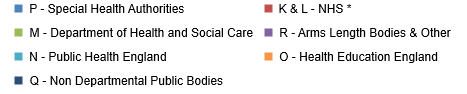 P - Special Health Authorities K & L - NHS *
M - Department of Health and Social Care R - Arms Length Bodies & Other
N - Public Health England O - Health Education England
Q - Non Departmental Public Bodies